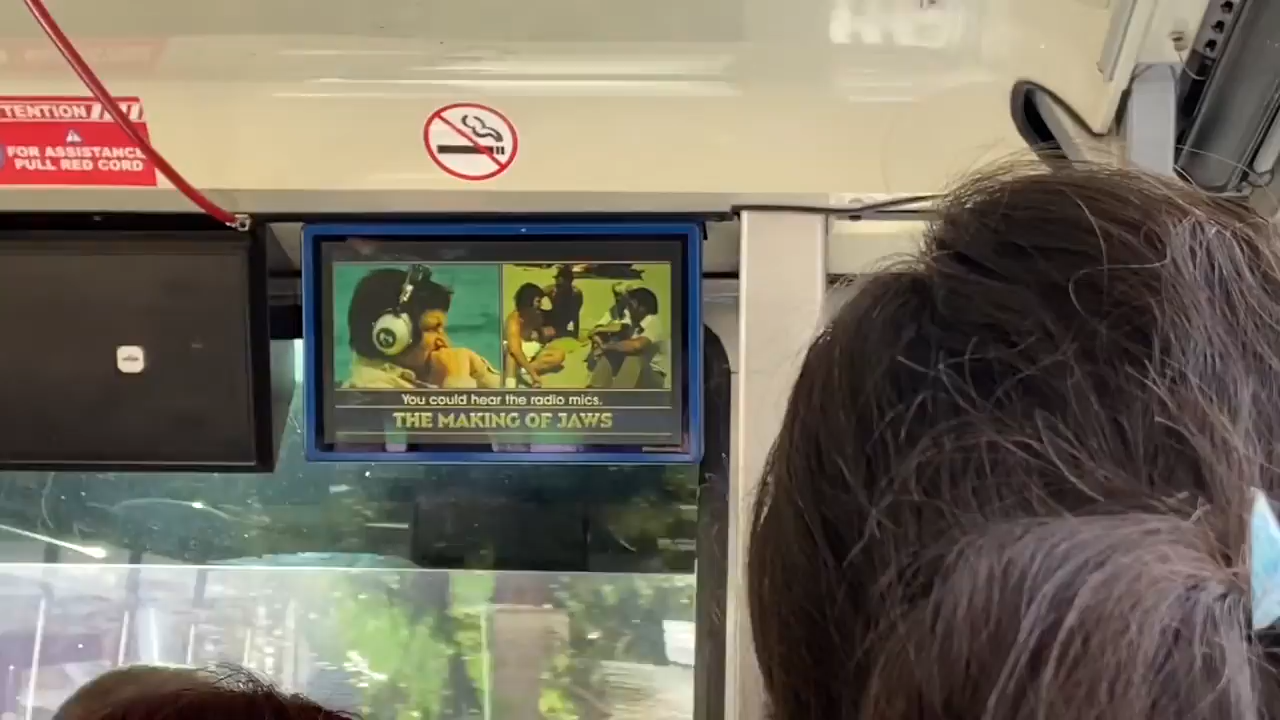 TENTION
FOR ASSISTANCE
PULL RED CORD
You could hear the radio mics.
THE MAKING OF JAWS